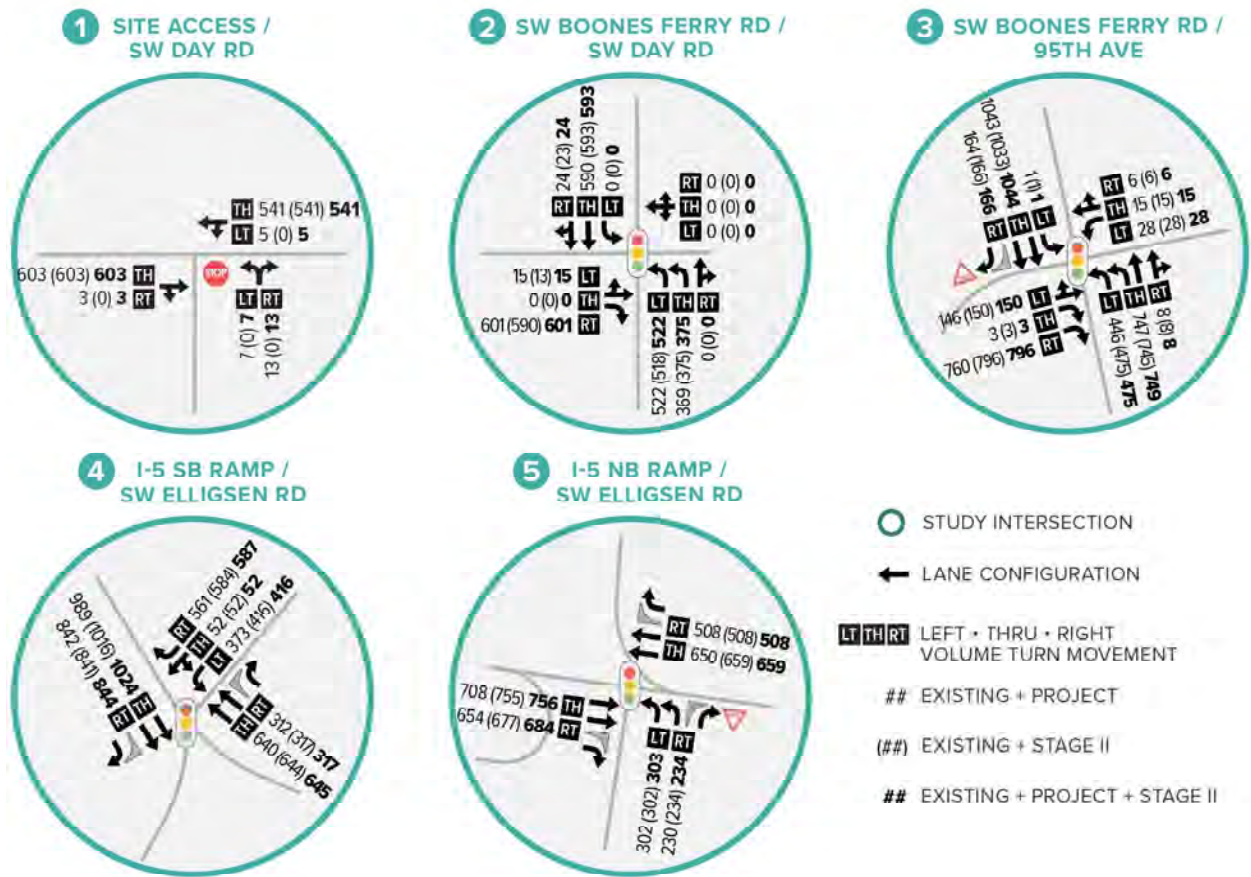 1 SITE ACCESS /
SW DAY RD
TH 541 (541) 541
LT 5 (0) 5
603 (603) 603 TH
3 (0) 3 RT
STOP
LT RT
7 (0) 7
13 (0) 13
2 SW BOONES FERRY RD /
SW DAY RD
24 (23) 24
590 (593) 593
0 (0) 0
RT TH LT
RT 0 (0) 0
TH 0 (0) 0
LT 0 (0) 0
15 (13) 15 LT
0 (0) 0 TH
601 (590) 601 RT
LT TH RT
522 (518) 522
369 (375) 375
0 (0) 0
3 SW BOONES FERRY RD /
95TH AVE
164 (166) 166
1043 (1033) 1044
1 (1) 1
RT TH LT
RT 6 (6) 6
TH 15 (15) 15
LT 28 (28) 28
146 (150) 150 LT
3 (3) 3 TH
760 (796) 796 RT
LT TH RT
446 (475) 475
747 (745) 749
8 (8) 8
4 I-5 SB RAMP /
SW ELLIGSEN RD
989 (1016) 1024 TH
842 (841) 844 RT
RT 561 (584) 587
TH 52 (52) 52
LT 373 (416) 416
RT 312 (317) 317
TH 640 (644) 645
5 I-5 NB RAMP /
SW ELLIGSEN RD
RT 508 (508) 508
TH 650 (659) 659
708 (755) 756 TH
654 (677) 684 RT
LT RT
302 (302) 303
230 (234) 234
STUDY INTERSECTION
LANE CONFIGURATION
LT TH RT LEFT • THRU • RIGHT
VOLUME TURN MOVEMENT
## EXISTING + PROJECT
(##) EXISTING + STAGE II
## EXISTING + PROJECT + STAGE II